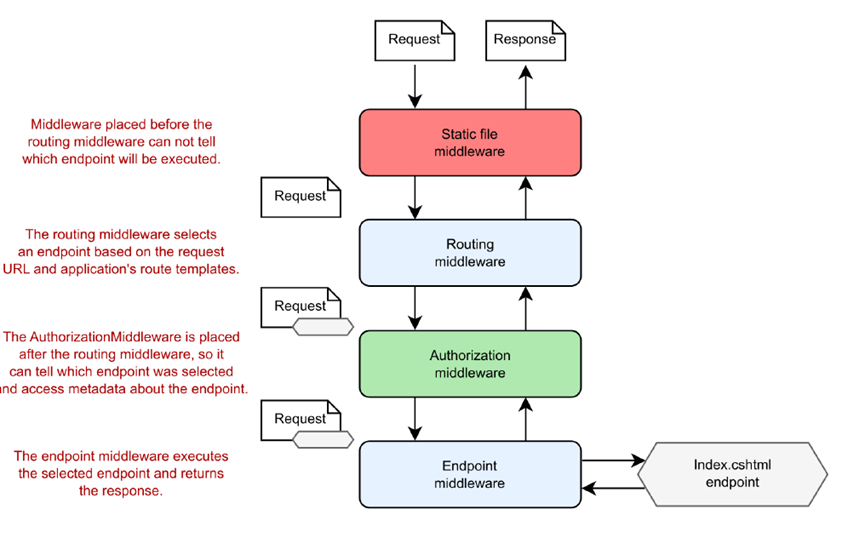 Request
Response
Middleware placed before the
routing middleware can not tell
which endpoint will be executed.
Static file
middleware
Request
The routing middleware selects
an endpoint based on the request
URL and application's route templates.
Routing
middleware
Request
The AuthorizationMiddleware is placed
after the routing middleware, so it
can tell which endpoint was selected
and access metadata about the endpoint.
Authorization
middleware
Request
The endpoint middleware executes
the selected endpoint and returns
the response.
Endpoint
middleware
Index.cshtml
endpoint